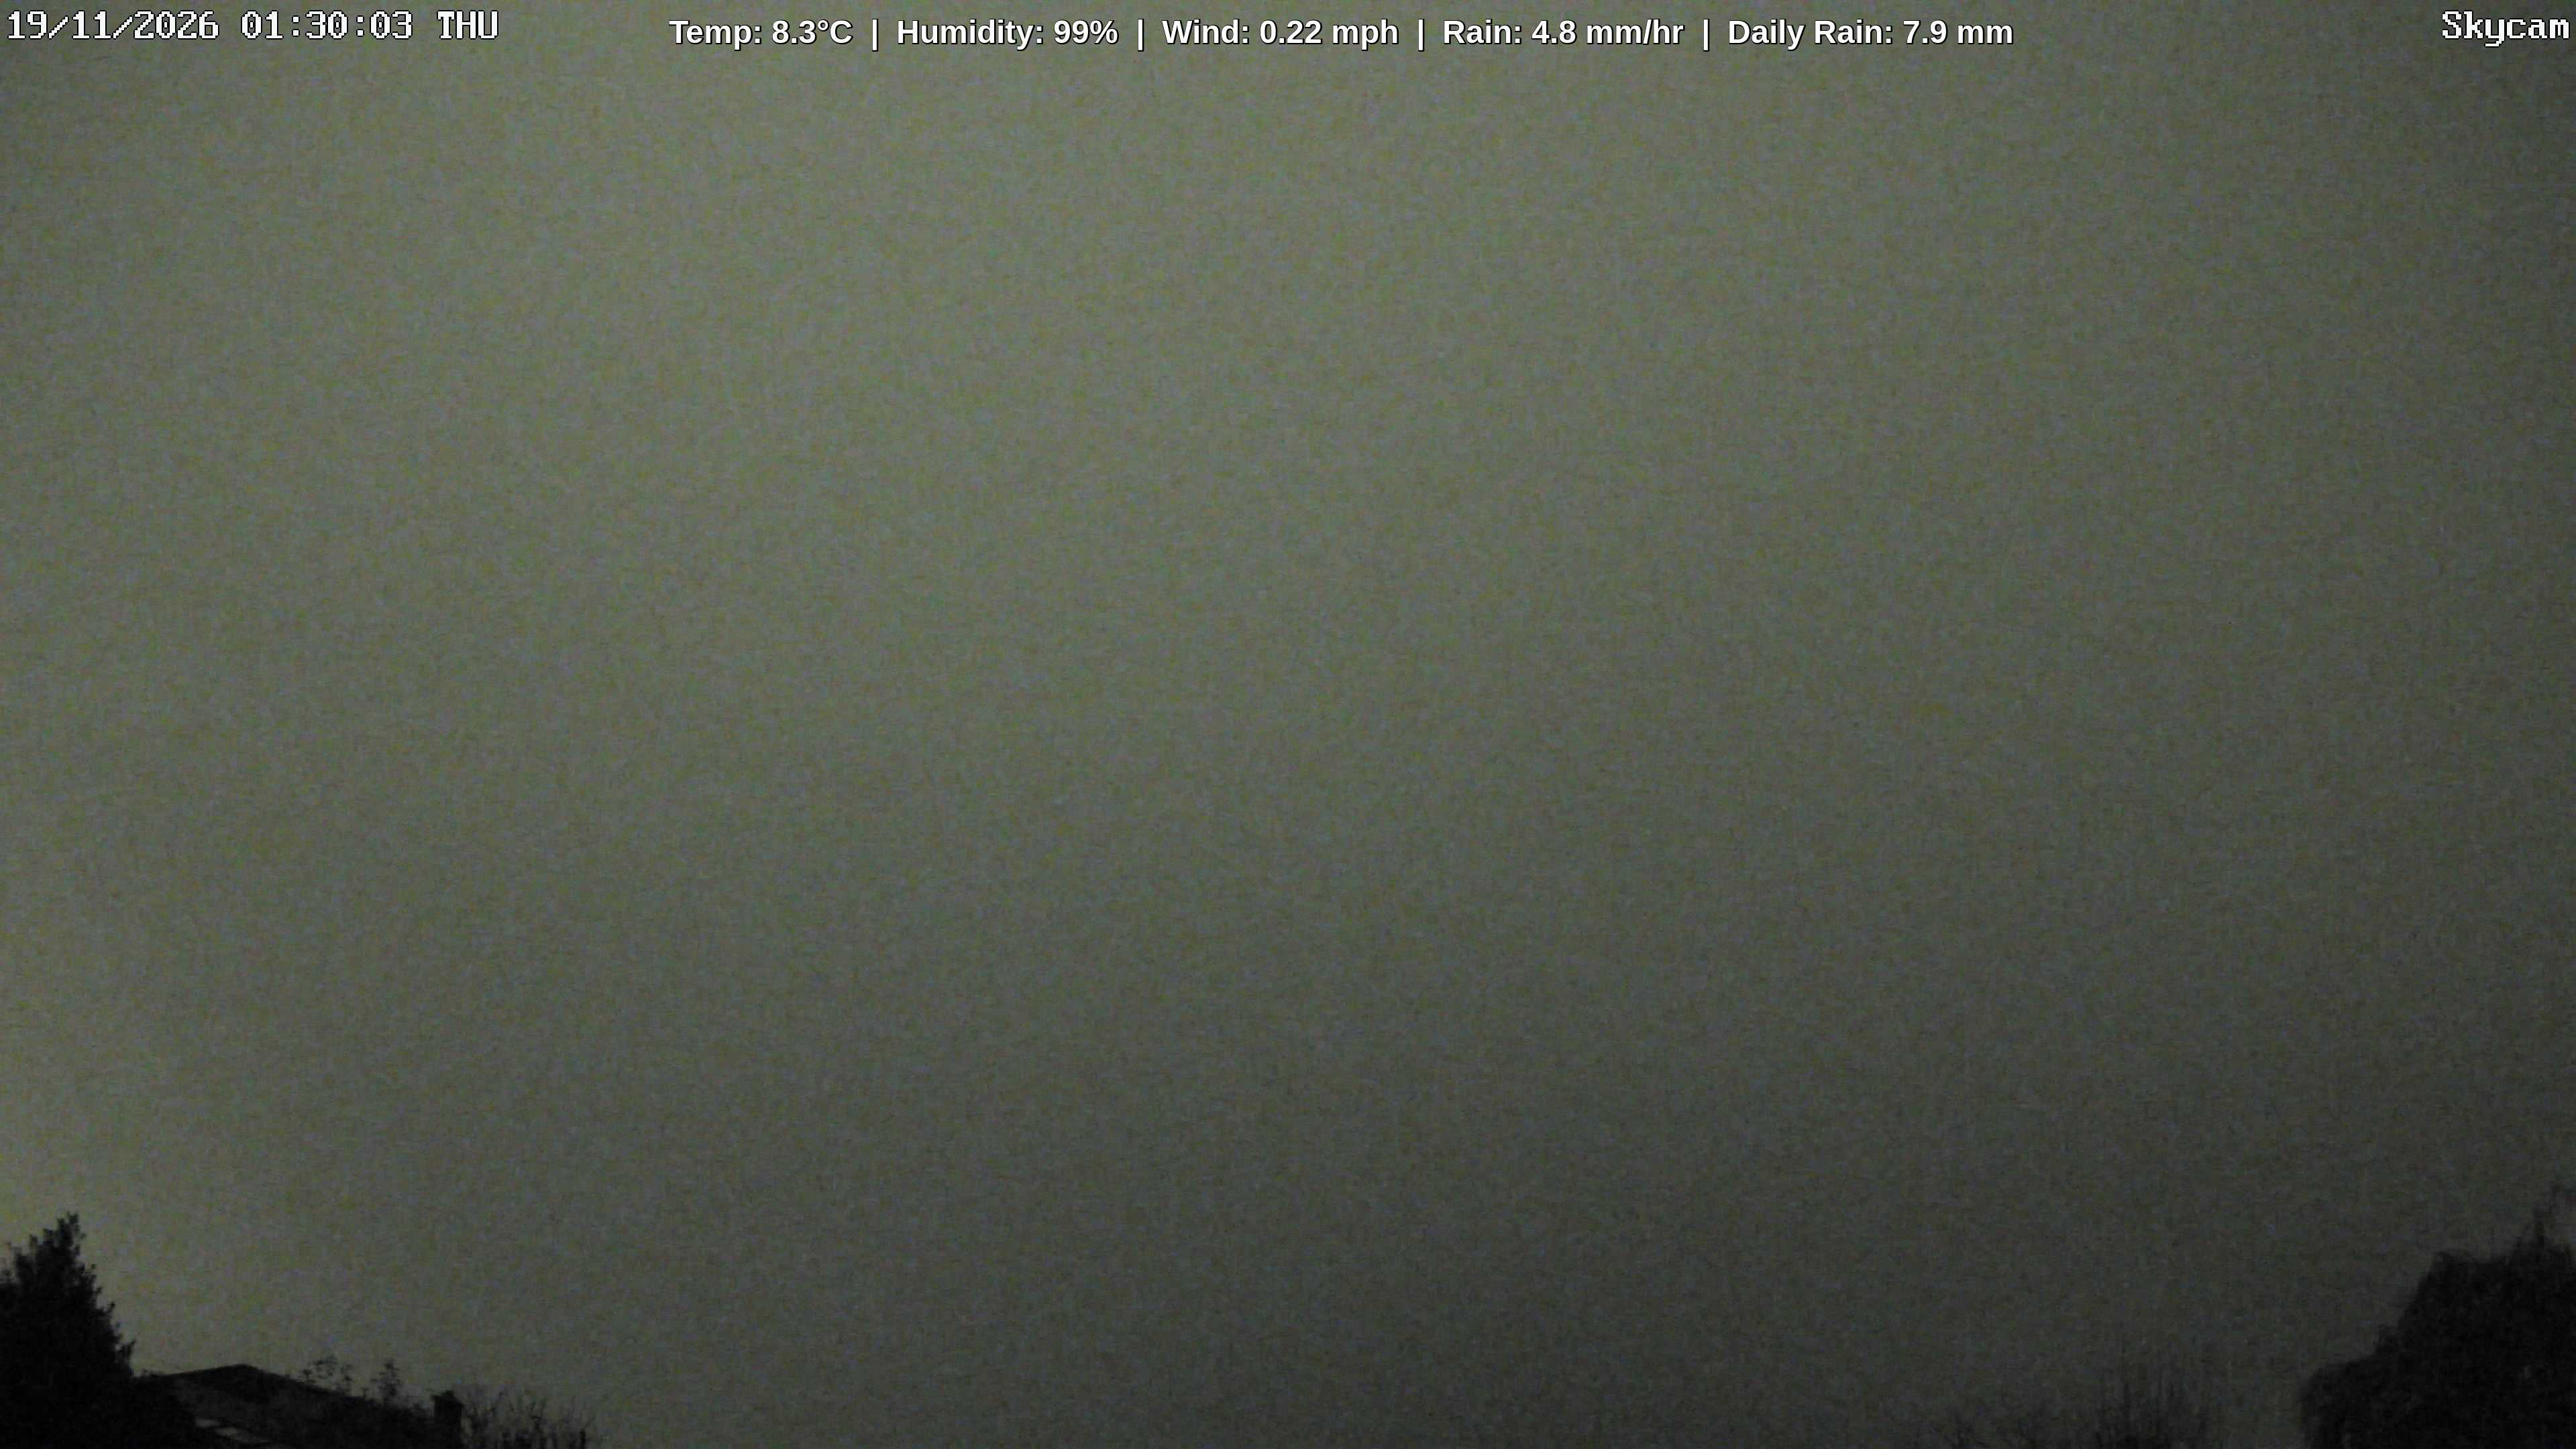 19/11/2026 01:30:03 THU
Temp: 8.3°C | Humidity: 99% | Wind: 0.22 mph | Rain: 4.8 mm/hr | Daily Rain: 7.9 mm
Skycam